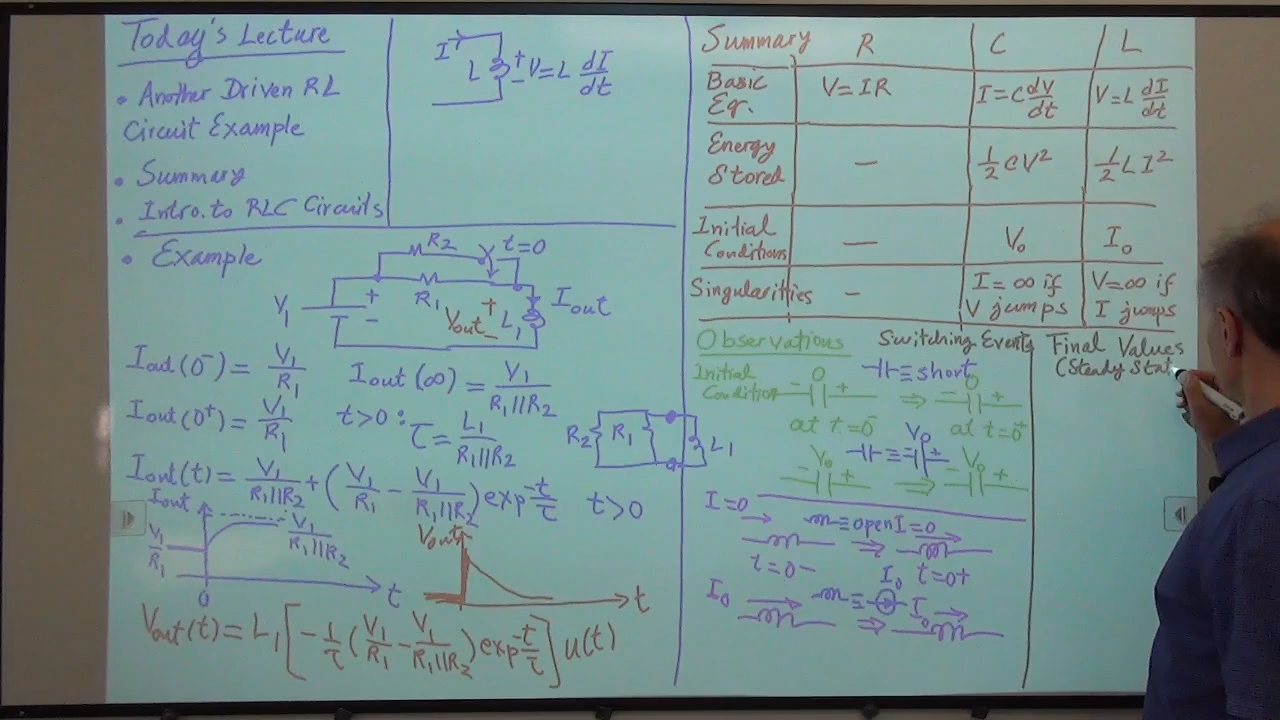 Today's Lecture
• Another Driven RL
Circuit Example
• Summary
• Intro. to RLC Circuits
I
L
+
-
V = L dI/dt
• Example
R2
t=0
R1
V1
+
-
Vout
+
-
L1
Iout
Iout(0⁻) = V1/R1
Iout(∞) = V1/(R1||R2)
Iout(0⁺) = V1/R1
t>0 :
τ = L1/(R1||R2)
R2
R1
L1
Iout(t) = V1/(R1||R2) + (V1/R1 - V1/(R1||R2)) exp -t/τ t>0
Iout
V1/R1
V1/(R1||R2)
0
t
Vout
t
Vout(t) = L1 [-1/τ (V1/R1 - V1/(R1||R2)) exp -t/τ] u(t)
Summary R C L
Basic Eq. V = IR I = C dV/dt V = L dI/dt
Energy Stored — 1/2 CV² 1/2 LI²
Initial Conditions — V₀ I₀
Singularities — I = ∞ if V jumps V = ∞ if I jumps
Observations Switching Events
Initial Condition
≡ short
- 0 +
⇒
- 0 +
at t=0⁻
at t=0⁺
≡
V₀
+
V₀
- +
⇒
V₀
- +
I=0
≡ open
I=0
⇒
t=0-
t=0+
I₀
≡
I₀
⇒
I₀
Final Values
(Steady Stat